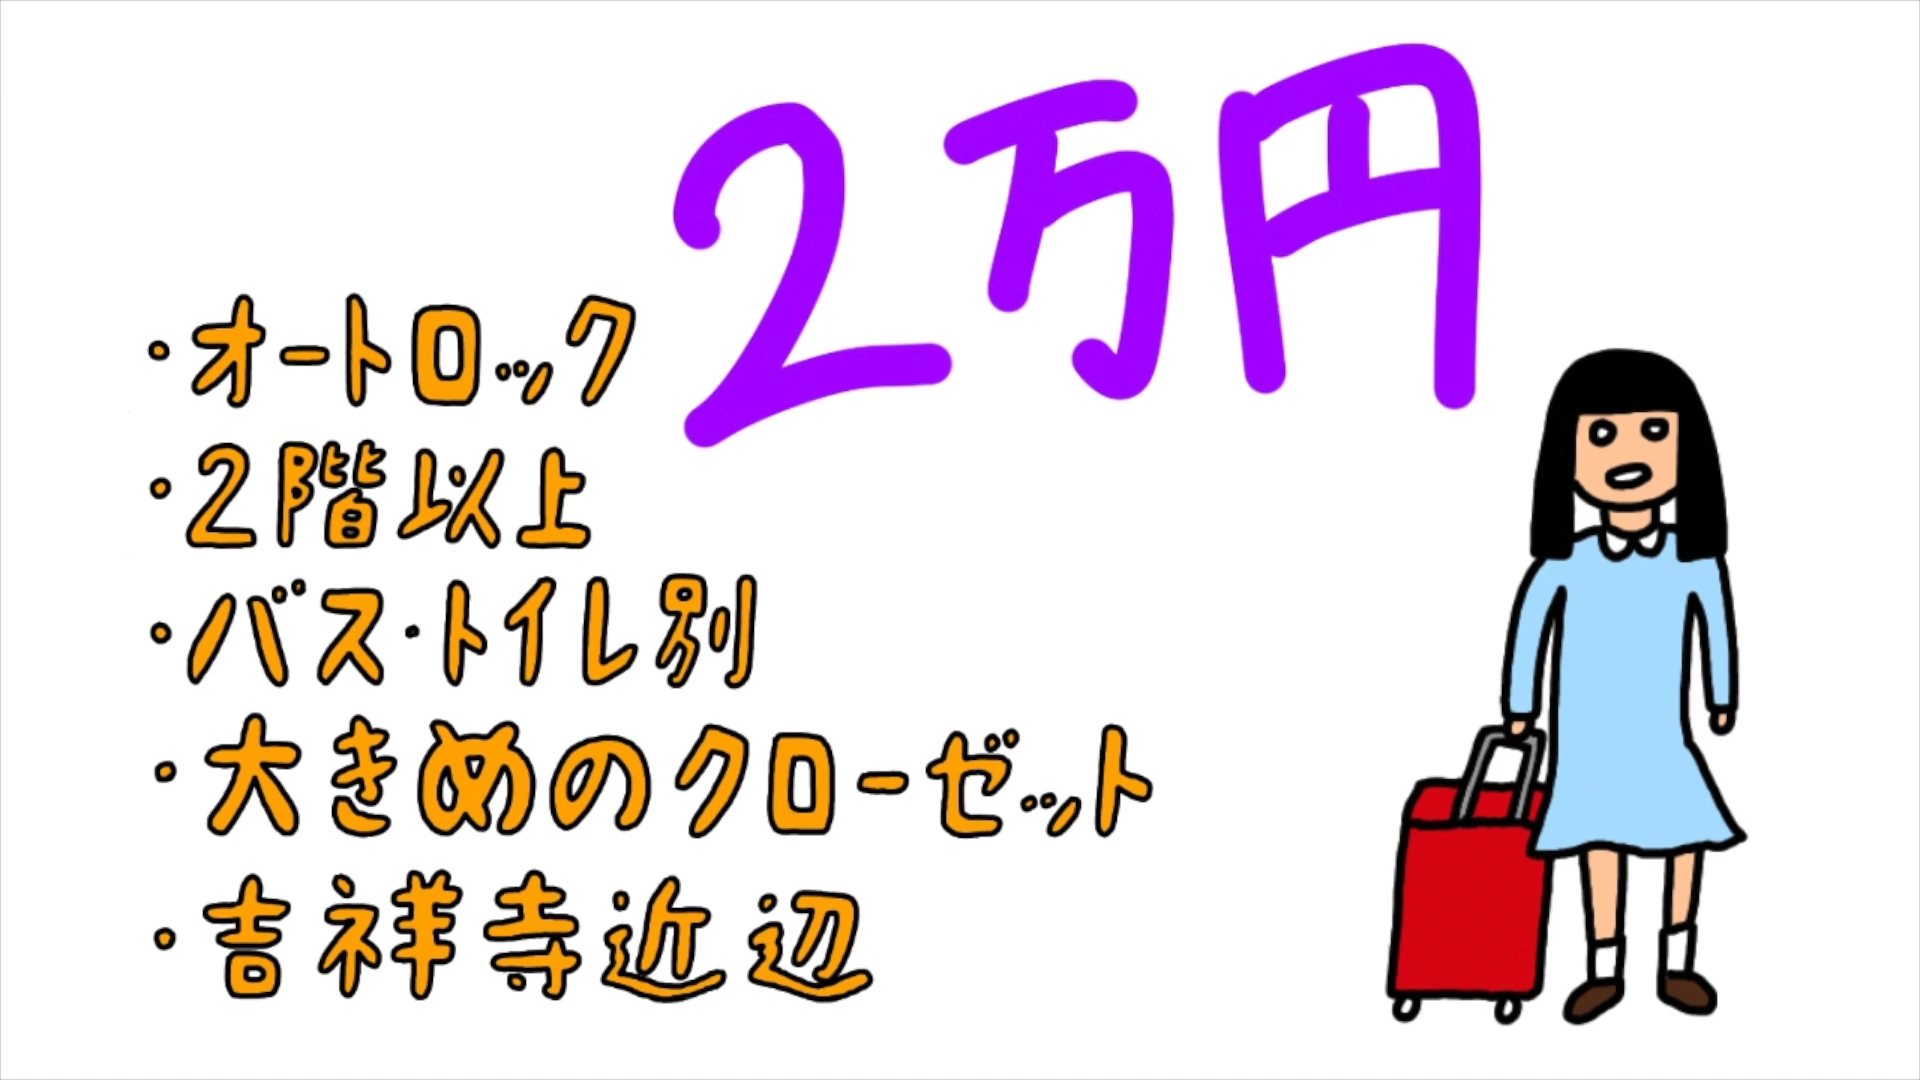 2万円
・オートロック
・2階以上
・バス・トイレ別
・大きめのクローゼット
・吉祥寺近辺